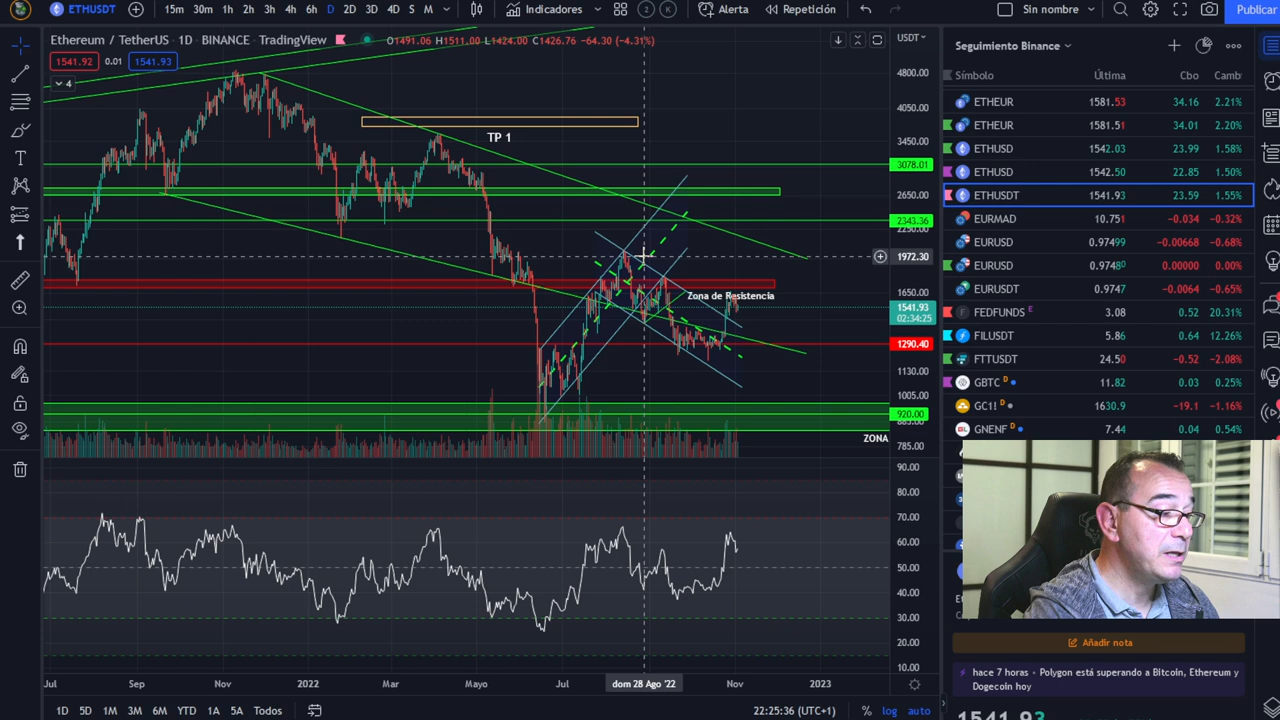 ETHUSDT
15m 30m 1h 2h 3h 4h 6h D 2D 3D 4D S M
Indicadores
Alerta
Repetición
Sin nombre
Publicar
Ethereum / TetherUS · 1D · BINANCE · TradingView
O1491.06 H1511.00 L1424.00 C1426.76 -64.30 (-4.31%)
USDT
1541.92 0.01 1541.93
4
4800.00
4050.00
3450.00
3078.01
2650.00
2343.36
2250.00
1972.30
1650.00
1541.93
02:34:25
1290.40
1130.00
1005.00
920.00
785.00
TP 1
Zona de Resistencia
ZONA
90.00
80.00
70.00
60.00
50.00
40.00
30.00
20.00
10.00
Jul Sep Nov 2022 Mar Mayo Jul dom 28 Ago '22 Nov 2023
1D 5D 1M 3M 6M YTD 1A 5A Todos
22:25:36 (UTC+1) % log auto
Seguimiento Binance
Símbolo Última Cbo Camb
ETHEUR 1581.53 34.16 2.21%
ETHEUR 1581.51 34.01 2.20%
ETHUSD 1542.03 23.99 1.58%
ETHUSD 1542.50 22.85 1.50%
ETHUSDT 1541.93 23.59 1.55%
EURMAD 10.751 -0.034 -0.32%
EURUSD 0.97499 -0.00668 -0.68%
EURUSD 0.97480 0.00000 0.00%
EURUSDT 0.9747 -0.0064 -0.65%
FEDFUNDS E 3.08 0.52 20.31%
FILUSDT 5.86 0.64 12.26%
FTTUSDT 24.50 -0.52 -2.08%
GBTC D 11.82 0.03 0.25%
GC1! D 1630.9 -19.1 -1.16%
GNENF D 7.44 0.04 0.54%
Añadir nota
hace 7 horas · Polygon está superando a Bitcoin, Ethereum y
Dogecoin hoy
1541.93